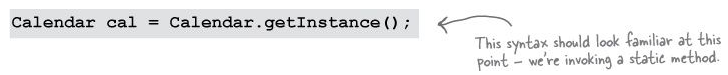 Calendar cal = Calendar.getInstance();
This syntax should look familiar at this
point – we're invoking a static method.